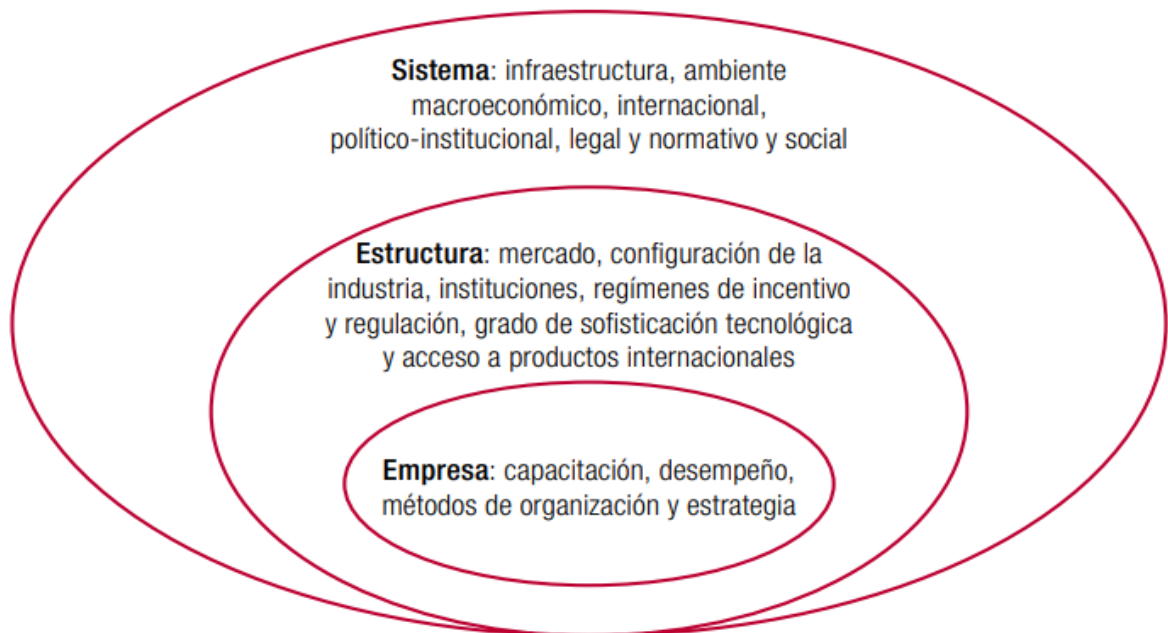 Sistema: infraestructura, ambiente
macroeconómico, internacional,
político-institucional, legal y normativo y social
Estructura: mercado, configuración de la
industria, instituciones, regímenes de incentivo
y regulación, grado de sofisticación tecnológica
y acceso a productos internacionales
Empresa: capacitación, desempeño,
métodos de organización y estrategia